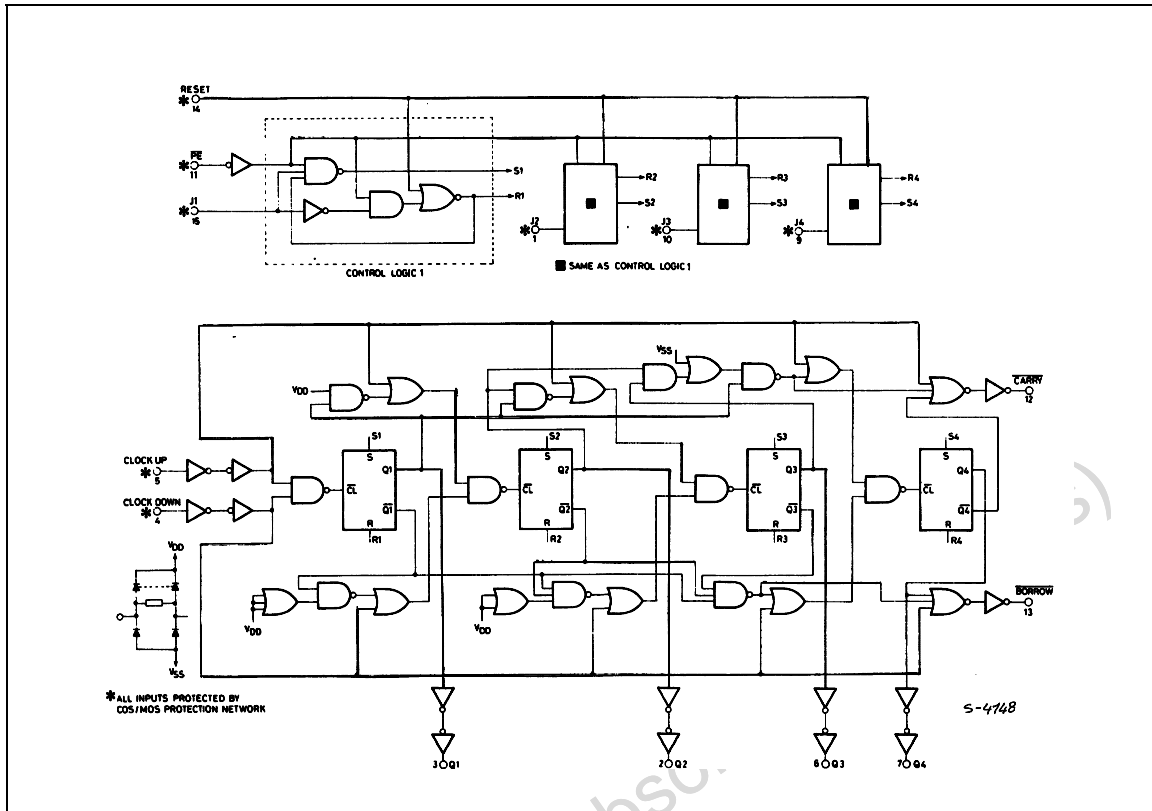 RESET
* 14
PE
* 11
J1
* 15
S1
R1
CONTROL LOGIC 1
R2
S2
* J2
1
R3
S3
* J3
10
R4
S4
* J4
9
■ SAME AS CONTROL LOGIC 1
VDD
VSS
CARRY
12
CLOCK UP
* 5
CLOCK DOWN
* 4
S1
S
Q1
CL
Q1
R
R1
S2
S
Q2
CL
Q2
R
R2
S3
S
Q3
CL
Q3
R
R3
S4
S
Q4
CL
Q4
R
R4
VDD
VSS
VDD
VDD
BORROW
13
* ALL INPUTS PROTECTED BY
COS/MOS PROTECTION NETWORK
S-4748
3 Q1
2 Q2
6 Q3
7 Q4